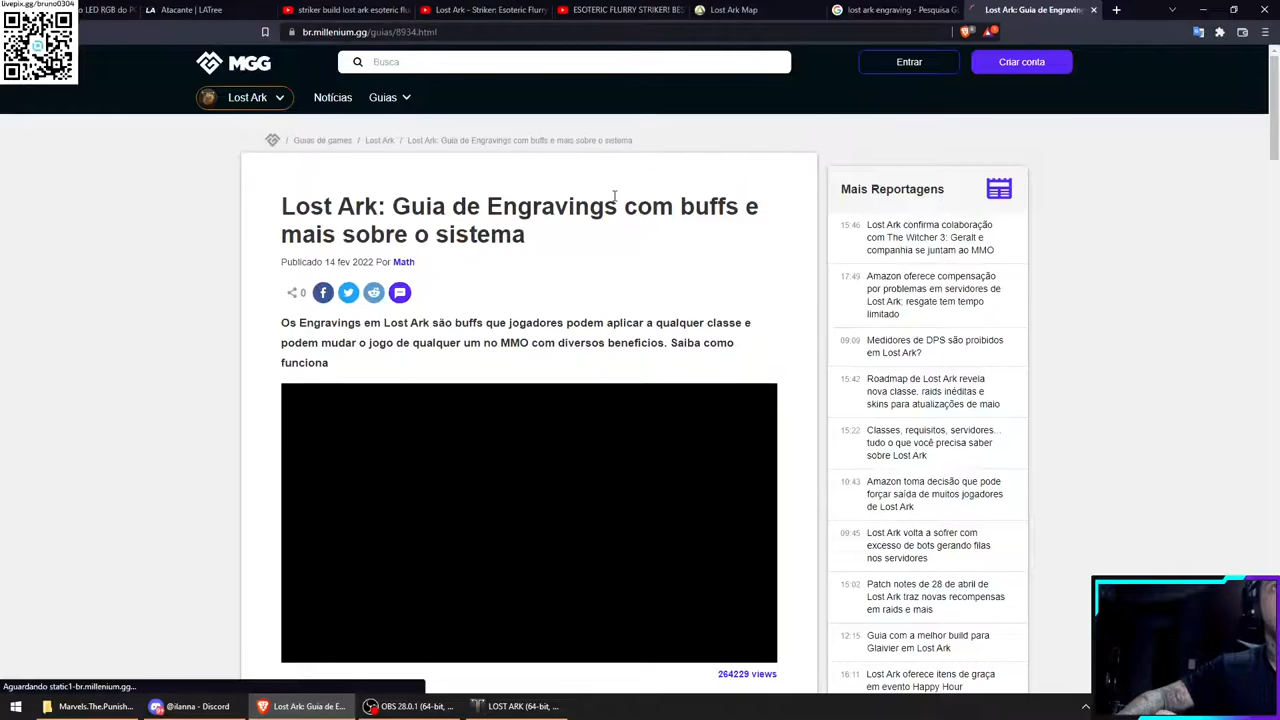 livepix.gg/bruno0304
o LED RGB do PC
Atacante | LATree
striker build lost ark esoteric flu
Lost Ark - Striker: Esoteric Flurry
ESOTERIC FLURRY STRIKER! BES
Lost Ark Map
lost ark engraving - Pesquisa G
Lost Ark: Guia de Engraving
br.millenium.gg/guias/8934.html
MGG
Busca
Entrar
Criar conta
Lost Ark
Notícias
Guias
/ Guias de games / Lost Ark / Lost Ark: Guia de Engravings com buffs e mais sobre o sistema
Lost Ark: Guia de Engravings com buffs e
mais sobre o sistema
Publicado 14 fev 2022 Por Math
0
Os Engravings em Lost Ark são buffs que jogadores podem aplicar a qualquer classe e
podem mudar o jogo de qualquer um no MMO com diversos benefícios. Saiba como
funciona
264229 views
Mais Reportagens
15:46 Lost Ark confirma colaboração
com The Witcher 3: Geralt e
companhia se juntam ao MMO
17:49 Amazon oferece compensação
por problemas em servidores de
Lost Ark; resgate tem tempo
limitado
09:09 Medidores de DPS são proibidos
em Lost Ark?
15:42 Roadmap de Lost Ark revela
nova classe, raids inéditas e
skins para atualizações de maio
15:22 Classes, requisitos, servidores...
tudo o que você precisa saber
sobre Lost Ark
10:43 Amazon toma decisão que pode
forçar saída de muitos jogadores
de Lost Ark
09:45 Lost Ark volta a sofrer com
excesso de bots gerando filas
nos servidores
15:02 Patch notes de 28 de abril de
Lost Ark traz novas recompensas
em raids e mais
12:15 Guia com a melhor build para
Glaivier em Lost Ark
16:11 Lost Ark oferece itens de graça
em evento Happy Hour
Aguardando static1-br.millenium.gg...
Marvels.The.Punish...
@ilanna - Discord
Lost Ark: Guia de E...
OBS 28.0.1 (64-bit, ...
LOST ARK (64-bit, ...